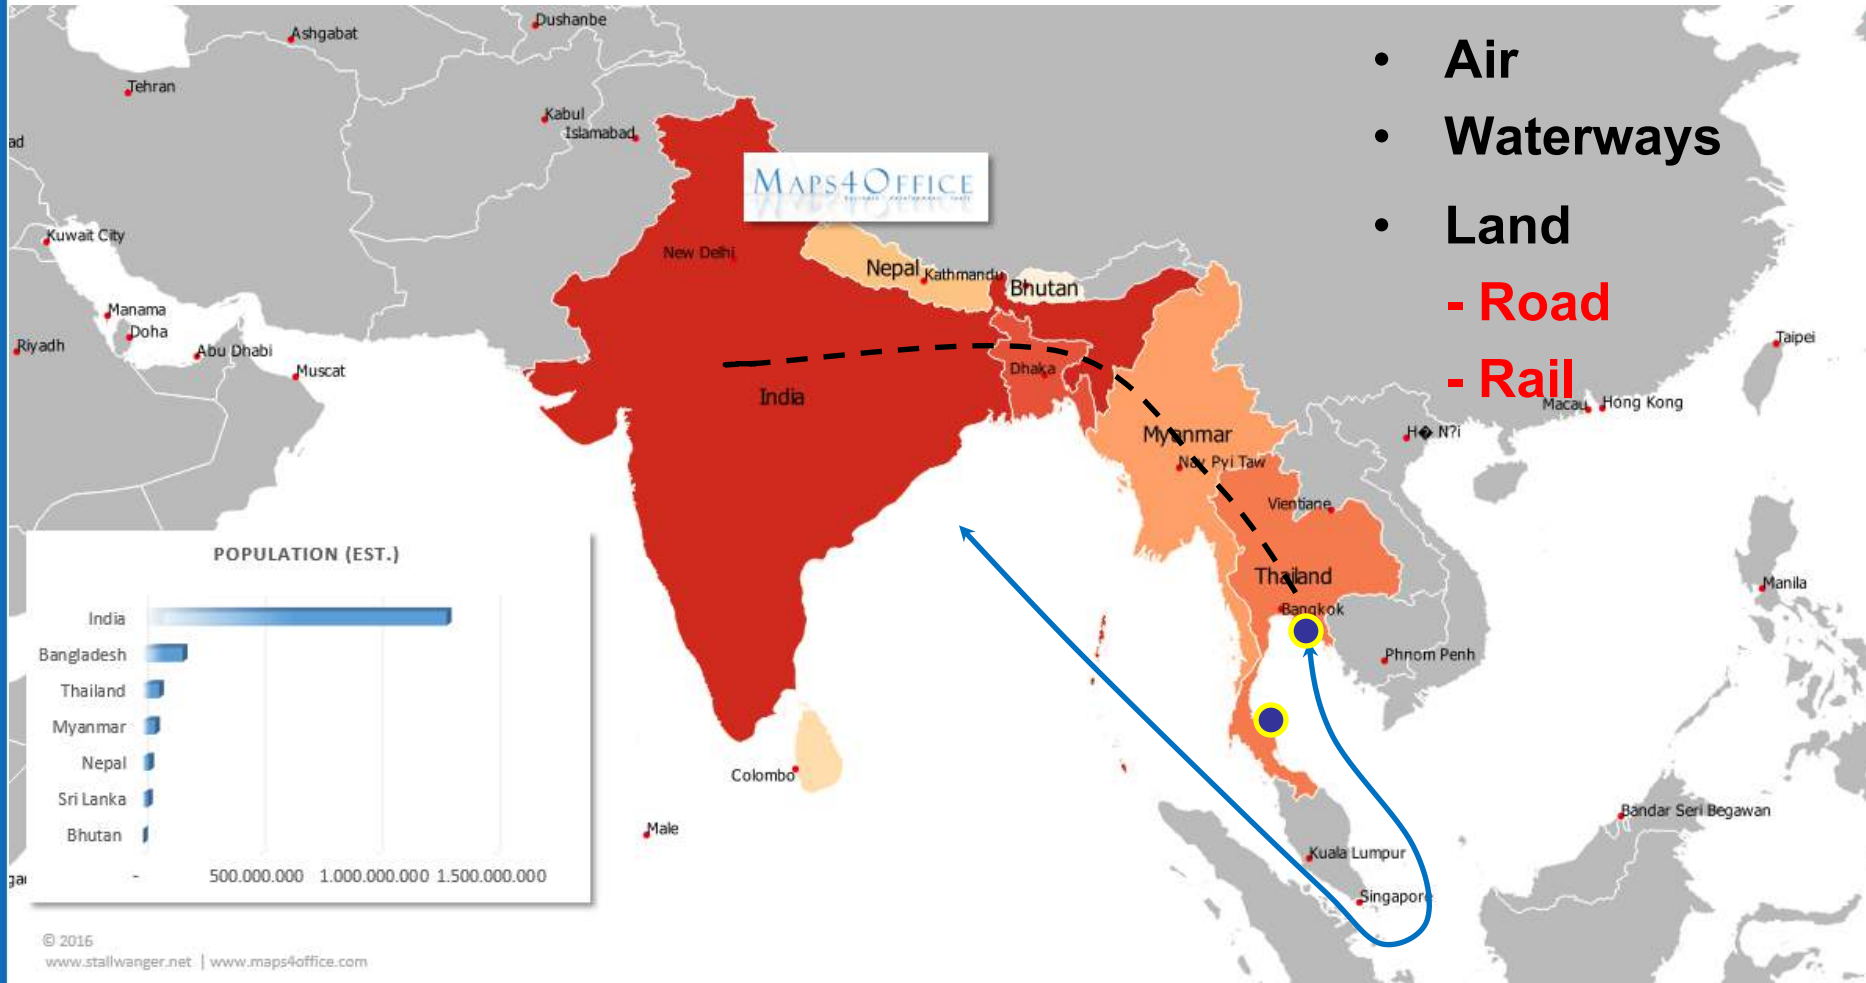 • Air
• Waterways
• Land
- Road
- Rail
Dushanbe
Ashgabat
Tehran
Kabul
Islamabad
ad
MAPS4OFFICE
Kuwait City
New Delhi
Nepal
Kathmandu
Bhutan
Manama
Doha
Riyadh
Abu Dhabi
Muscat
Taipei
Dhaka
India
Macau
Hong Kong
Myanmar
H� N?i
Nay Pyi Taw
Vientiane
Thailand
Bangkok
Manila
Phnom Penh
Colombo
Male
Bandar Seri Begawan
Kuala Lumpur
Singapore
POPULATION (EST.)
India
Bangladesh
Thailand
Myanmar
Nepal
Sri Lanka
Bhutan
- 500.000.000 1.000.000.000 1.500.000.000
gar
© 2016
www.stallwanger.net | www.maps4office.com